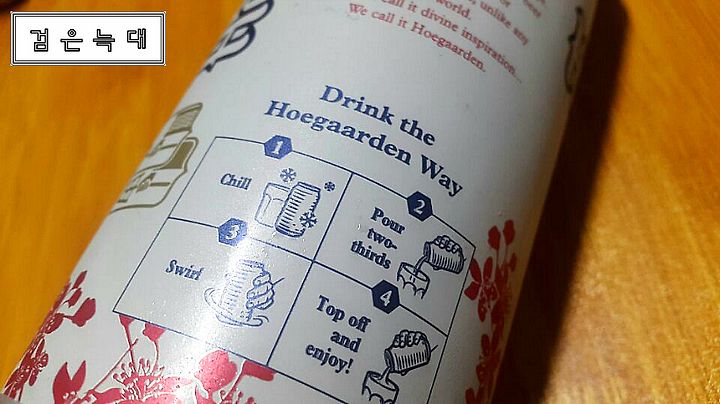 검은늑대
unlike any
world.
call it divine inspiration...
We call it Hoegaarden.
Drink the
Hoegaarden Way
1
Chill
2
Pour
two-
thirds
3
Swirl
4
Top off
and
enjoy!